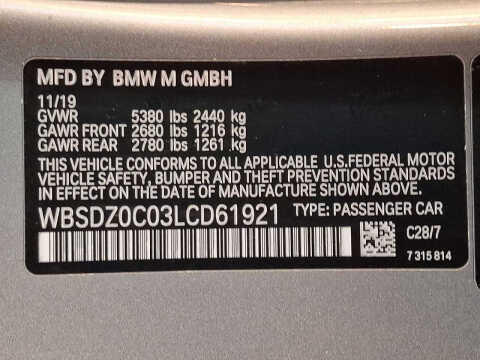 MFD BY BMW M GMBH
11/19
GVWR 5380 lbs 2440 kg
GAWR FRONT 2680 lbs 1216 kg
GAWR REAR 2780 lbs 1261 kg
THIS VEHICLE CONFORMS TO ALL APPLICABLE U.S.FEDERAL MOTOR
VEHICLE SAFETY, BUMPER AND THEFT PREVENTION STANDARDS
IN EFFECT ON THE DATE OF MANUFACTURE SHOWN ABOVE.
WBSDZ0C03LCD61921 TYPE: PASSENGER CAR
C28/7
7 315 814